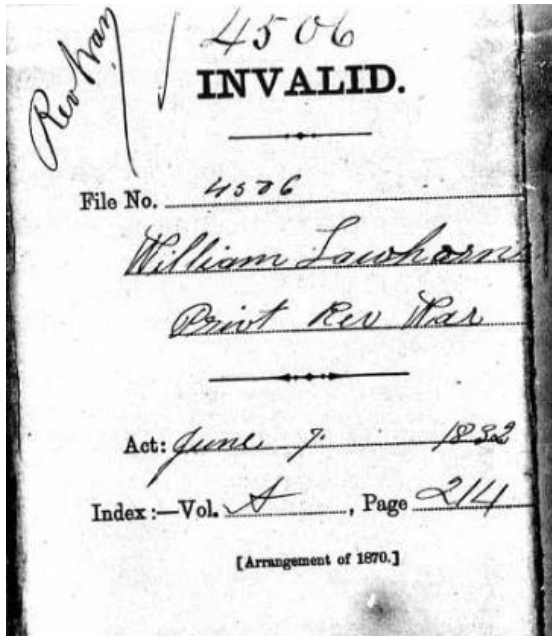 Rev War
4506
INVALID.
File No. 4506
William Lawhorn
Privt Rev War
Act: June 7. 1832
Index:—Vol. A, Page 214
[Arrangement of 1870.]